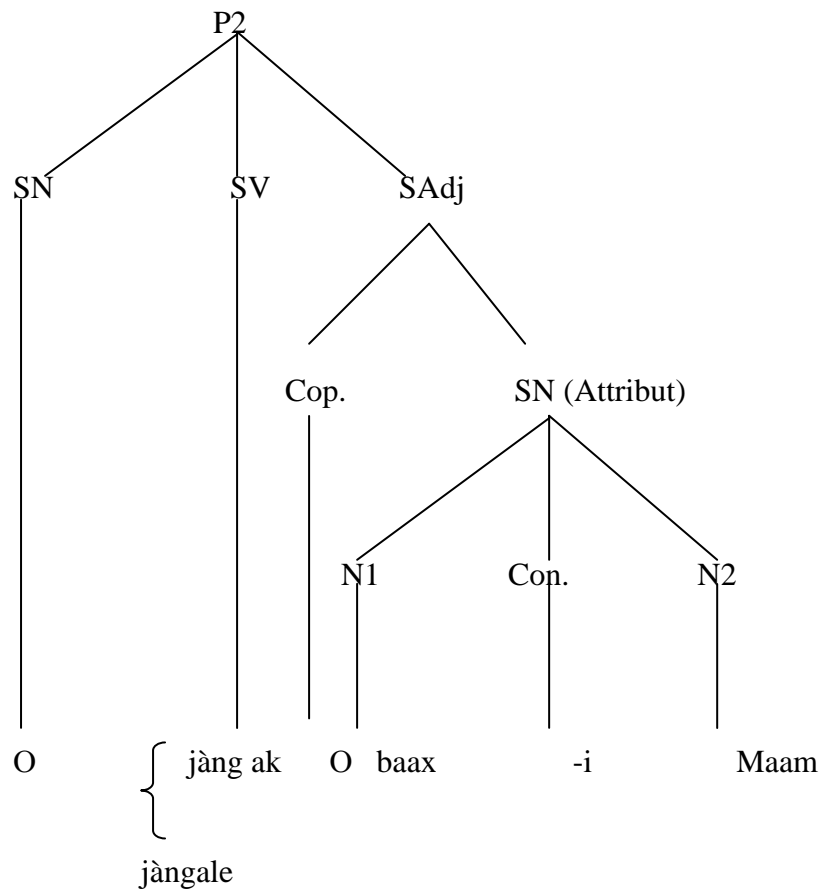 P2
SN SV SAdj
Cop. SN (Attribut)
N1 Con. N2
O jàng ak O baax -i Maam
jàngale